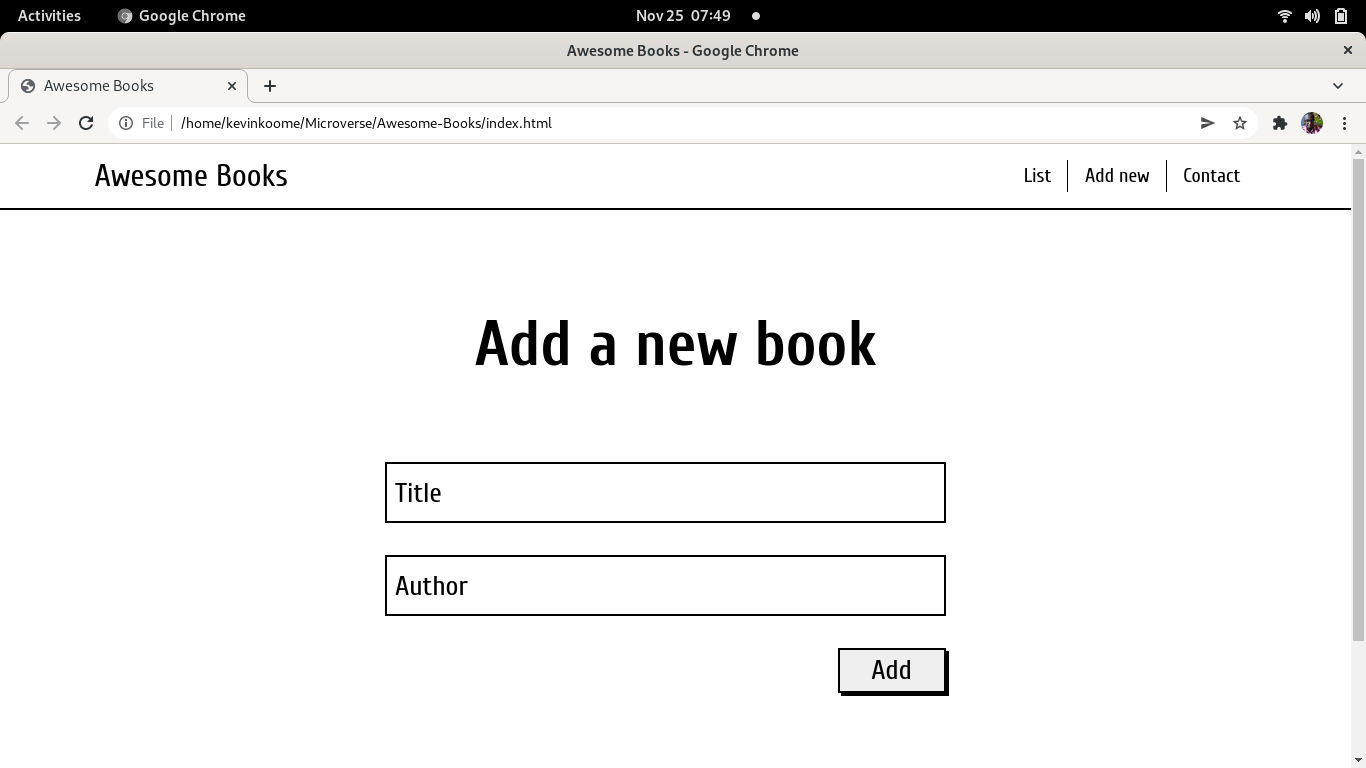 Activities Google Chrome Nov 25 07:49
Awesome Books - Google Chrome
Awesome Books
File /home/kevinkoome/Microverse/Awesome-Books/index.html
Awesome Books List Add new Contact
Add a new book
Title
Author
Add